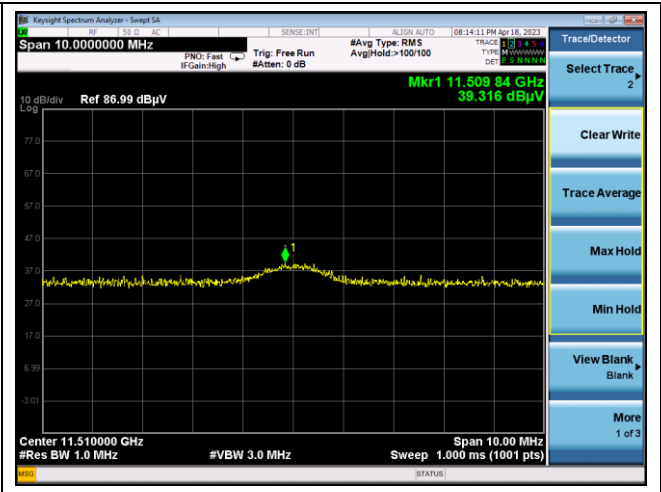 Keysight Spectrum Analyzer - Swept SA
RF 50 Ω AC SENSE:INT ALIGN AUTO 08:14:11 PM Apr 18, 2023
Span 10.0000000 MHz
PNO: Fast
IFGain:High
Trig: Free Run
#Atten: 0 dB
#Avg Type: RMS
Avg|Hold:>100/100
TRACE 1 2 3 4 5 6
TYPE M WWWWW
DET P S N N N N
Mkr1 11.509 84 GHz
39.316 dBµV
10 dB/div Ref 86.99 dBµV
Log
77.0
67.0
57.0
47.0
37.0
27.0
17.0
6.99
-3.01
1
Center 11.510000 GHz Span 10.00 MHz
#Res BW 1.0 MHz #VBW 3.0 MHz Sweep 1.000 ms (1001 pts)
MSG STATUS
Trace/Detector
Select Trace
2
Clear Write
Trace Average
Max Hold
Min Hold
View Blank
Blank
More
1 of 3